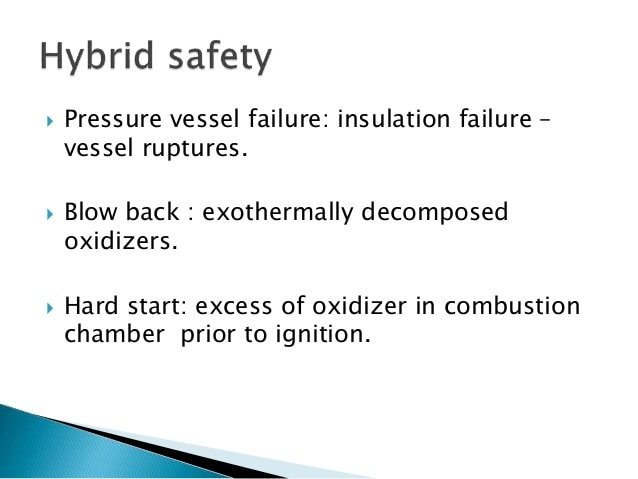 Hybrid safety
Pressure vessel failure: insulation failure –
vessel ruptures.
Blow back : exothermally decomposed
oxidizers.
Hard start: excess of oxidizer in combustion
chamber  prior to ignition.